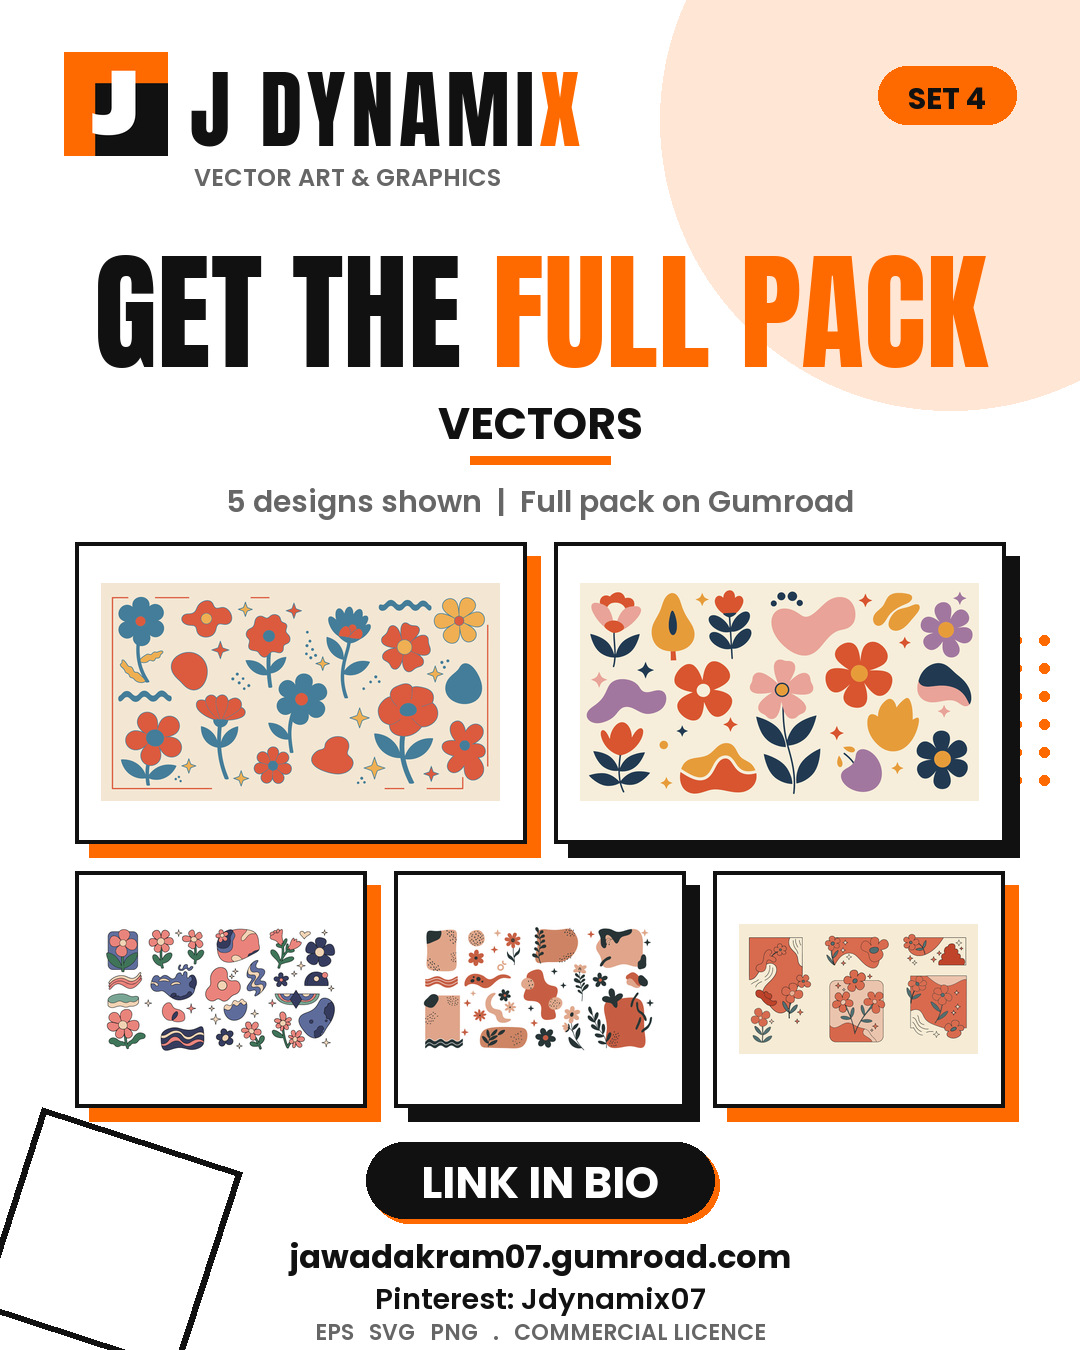 J
J DYNAMIX
VECTOR ART & GRAPHICS
SET 4
GET THE FULL PACK
VECTORS
5 designs shown | Full pack on Gumroad
LINK IN BIO
jawadakram07.gumroad.com
Pinterest: Jdynamix07
EPS SVG PNG . COMMERCIAL LICENCE